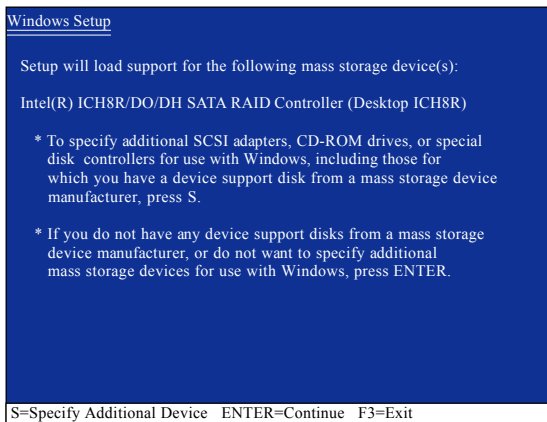 Windows Setup
Setup will load support for the following mass storage device(s):
Intel(R) ICH8R/DO/DH SATA RAID Controller (Desktop ICH8R)
* To specify additional SCSI adapters, CD-ROM drives, or special
disk controllers for use with Windows, including those for
which you have a device support disk from a mass storage device
manufacturer, press S.
* If you do not have any device support disks from a mass storage
device manufacturer, or do not want to specify additional
mass storage devices for use with Windows, press ENTER.
S=Specify Additional Device ENTER=Continue F3=Exit